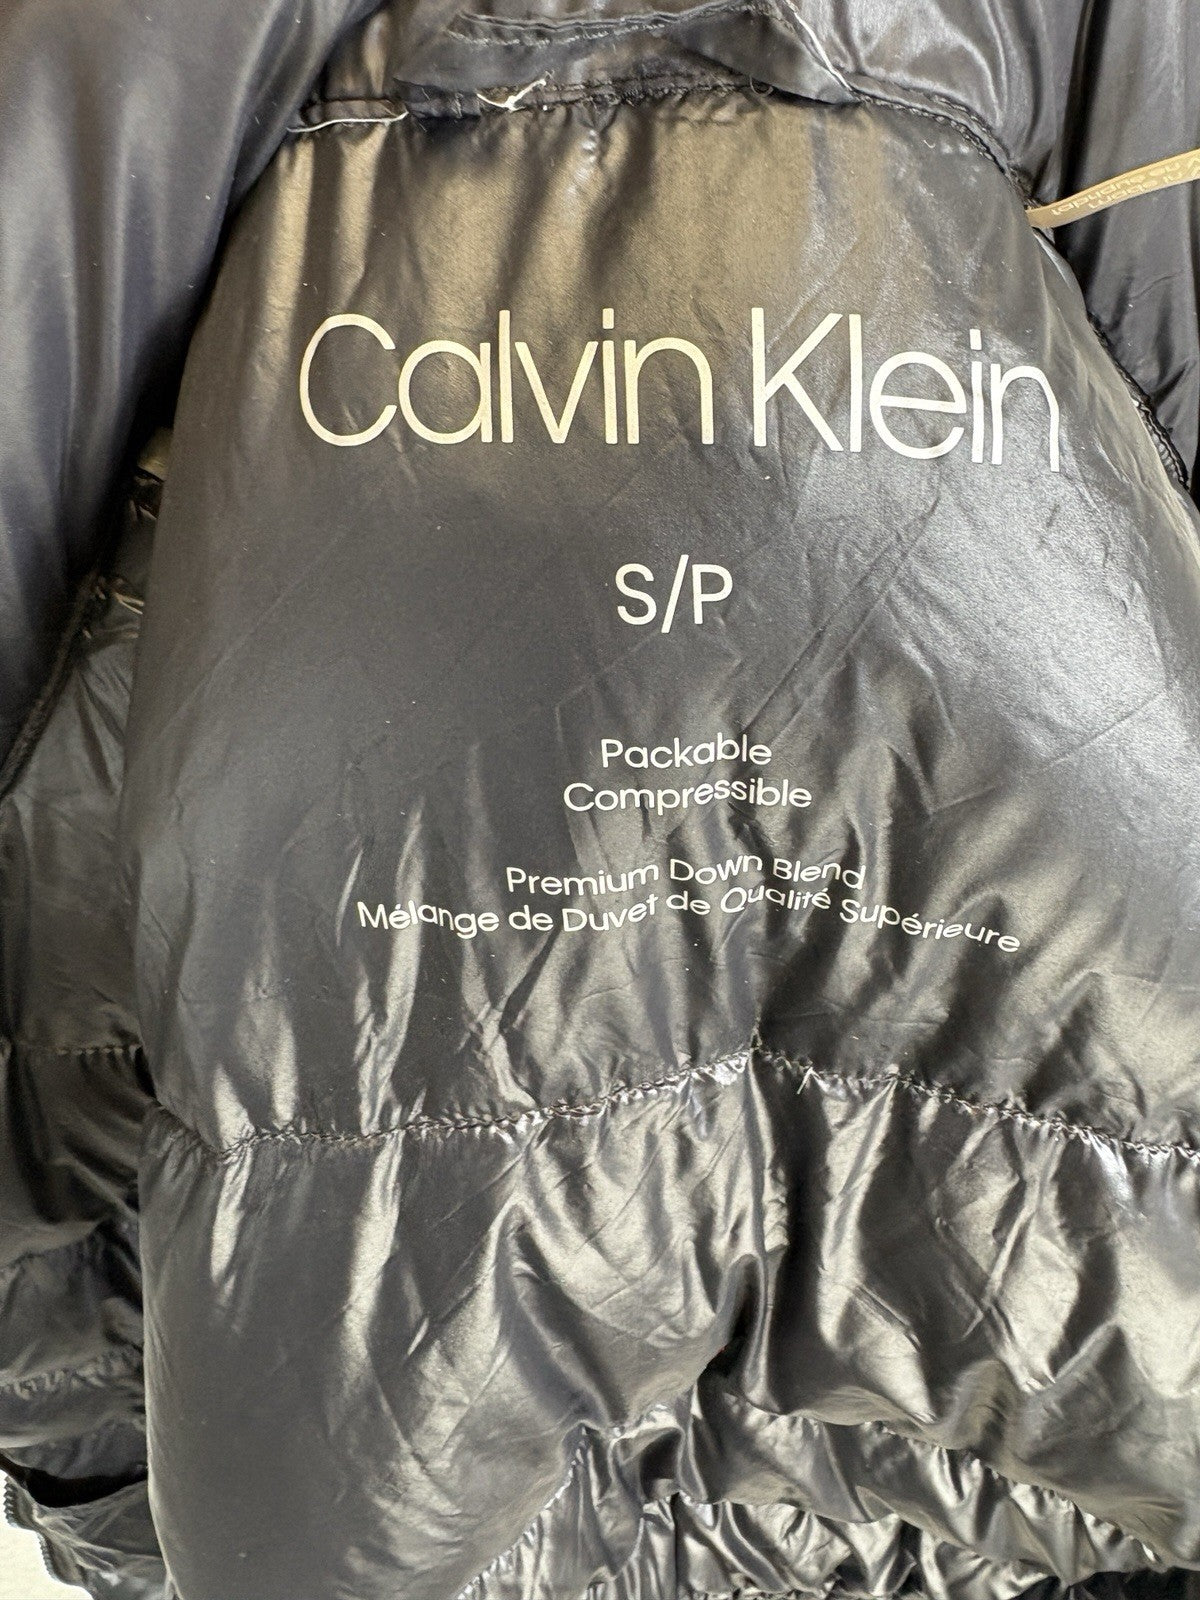 Calvin Klein
S/P
Packable
Compressible
Premium Down Blend
Mélange de Duvet de Qualité Supérieure